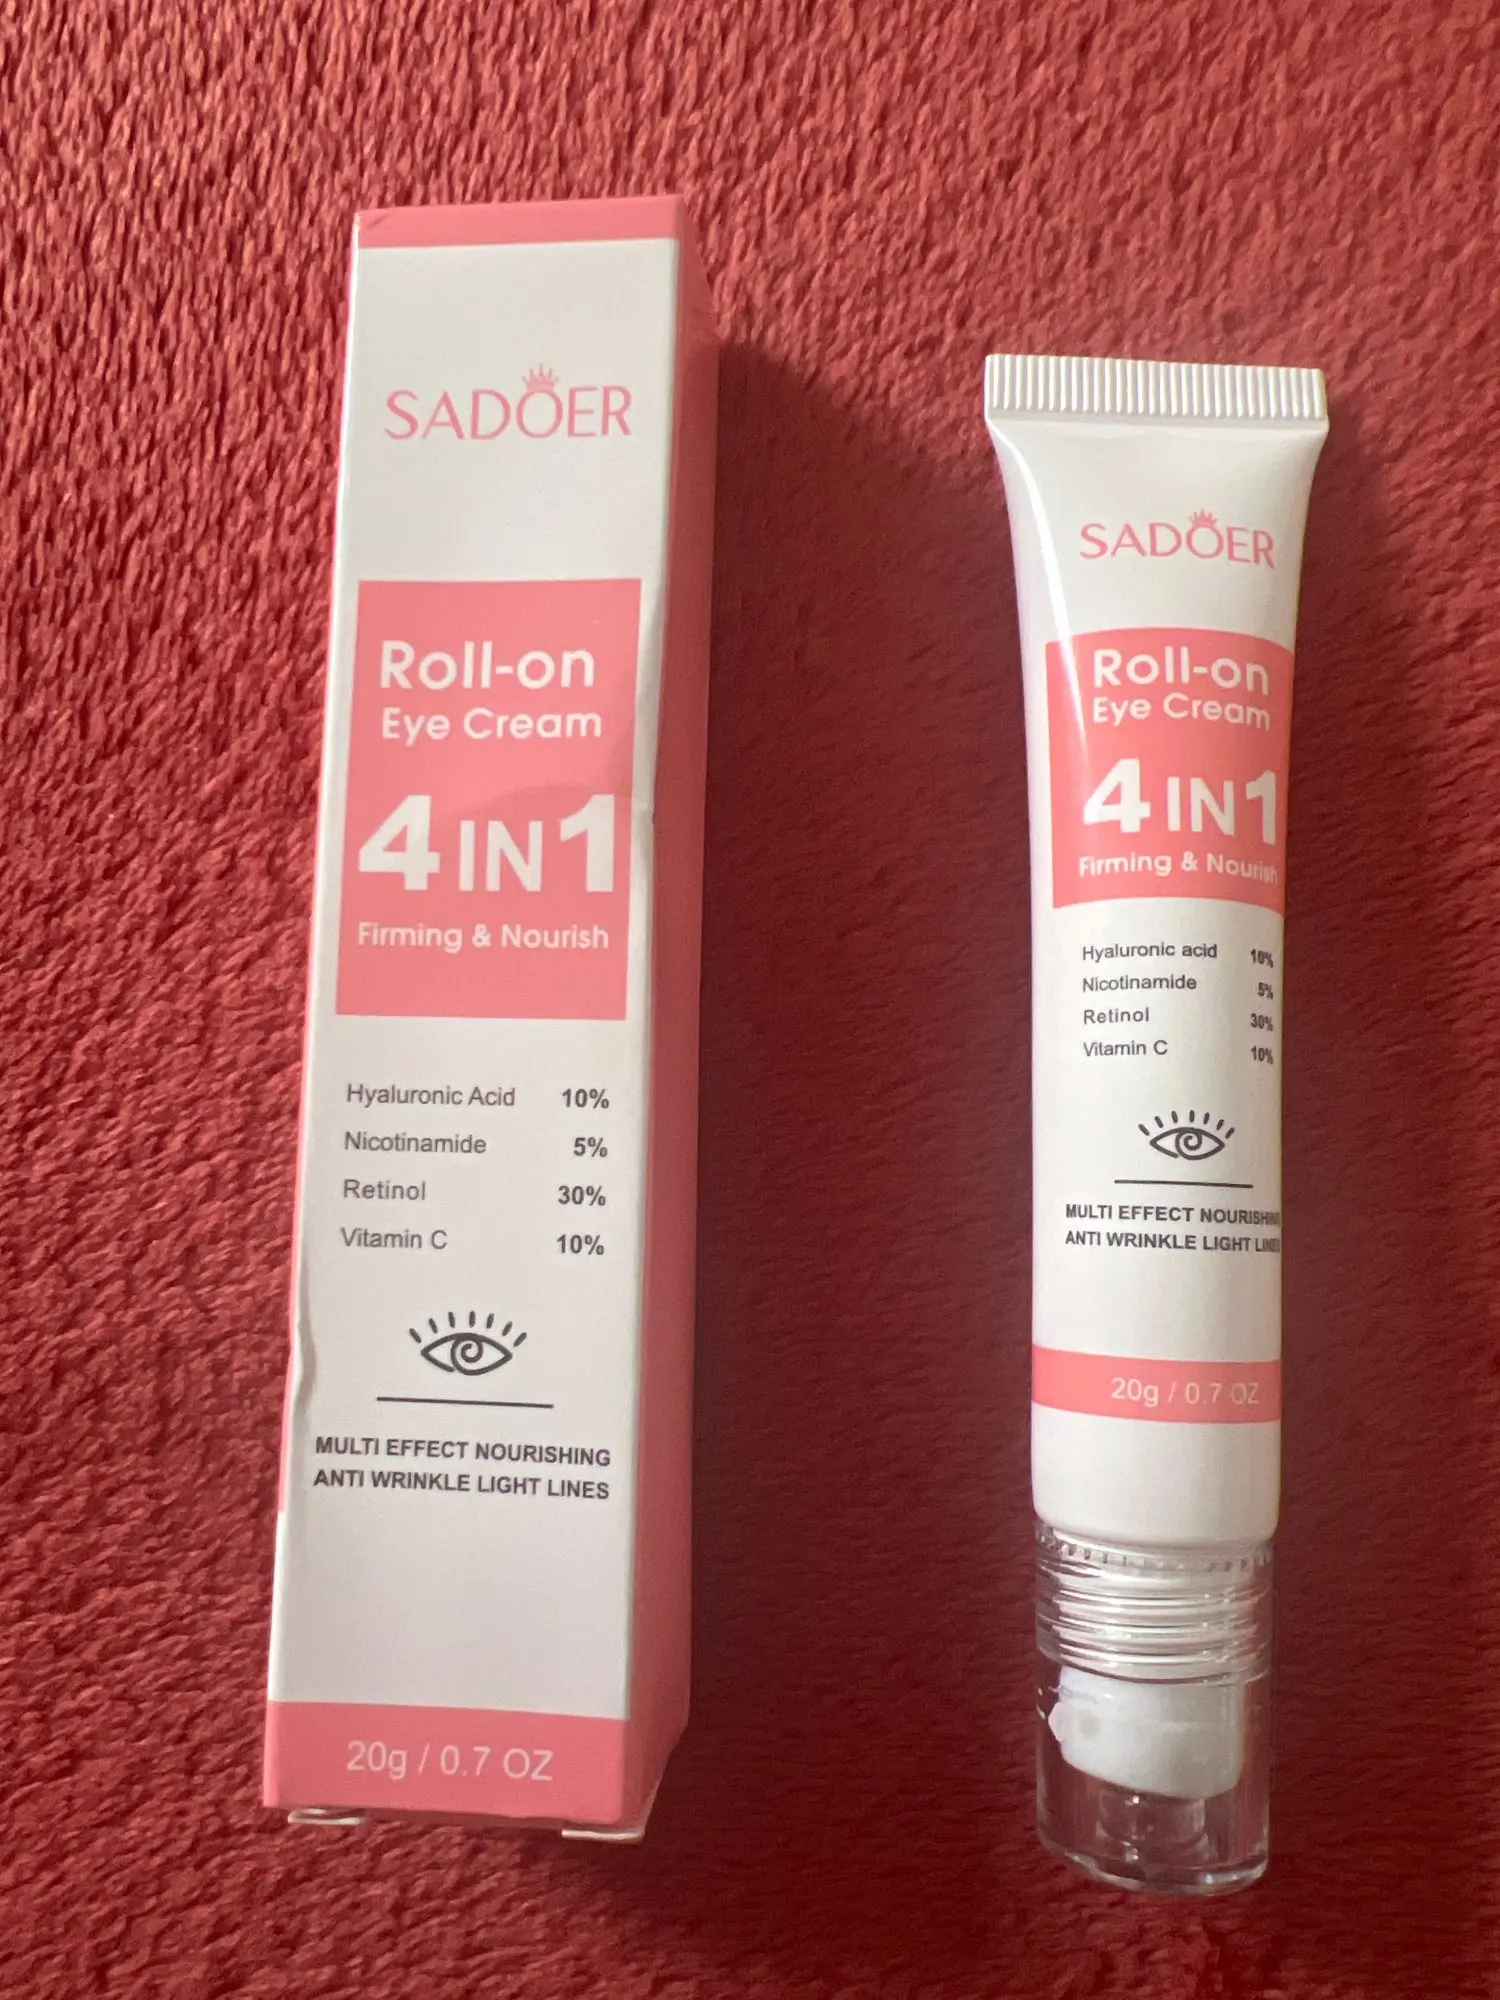 SADOER
Roll-on
Eye Cream
4 IN 1
Firming & Nourish
Hyaluronic Acid 10%
Nicotinamide 5%
Retinol 30%
Vitamin C 10%
MULTI EFFECT NOURISHING
ANTI WRINKLE LIGHT LINES
20g / 0.7 OZ
SADOER
Roll-on
Eye Cream
4 IN 1
Firming & Nourish
Hyaluronic acid 10%
Nicotinamide 5%
Retinol 30%
Vitamin C 10%
MULTI EFFECT NOURISHING
ANTI WRINKLE LIGHT LINES
20g / 0.7 OZ